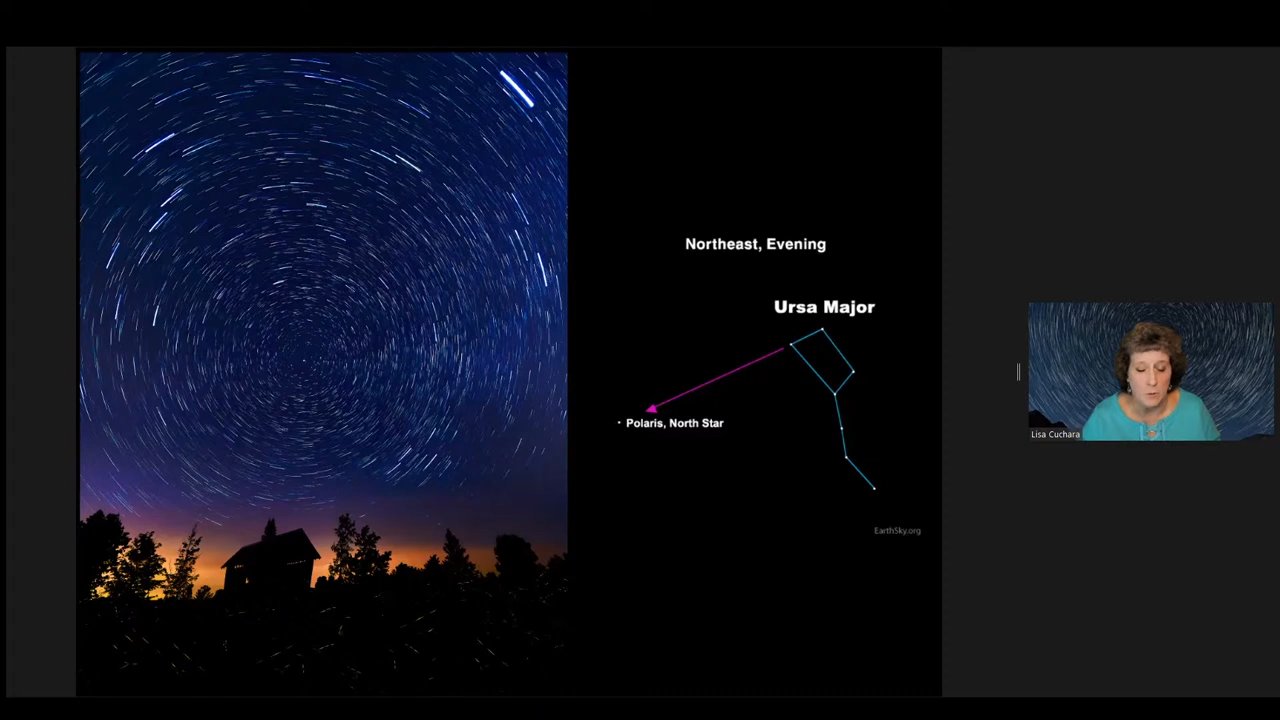 Northeast, Evening
Ursa Major
Polaris, North Star
EarthSky.org
Lisa Cuchara